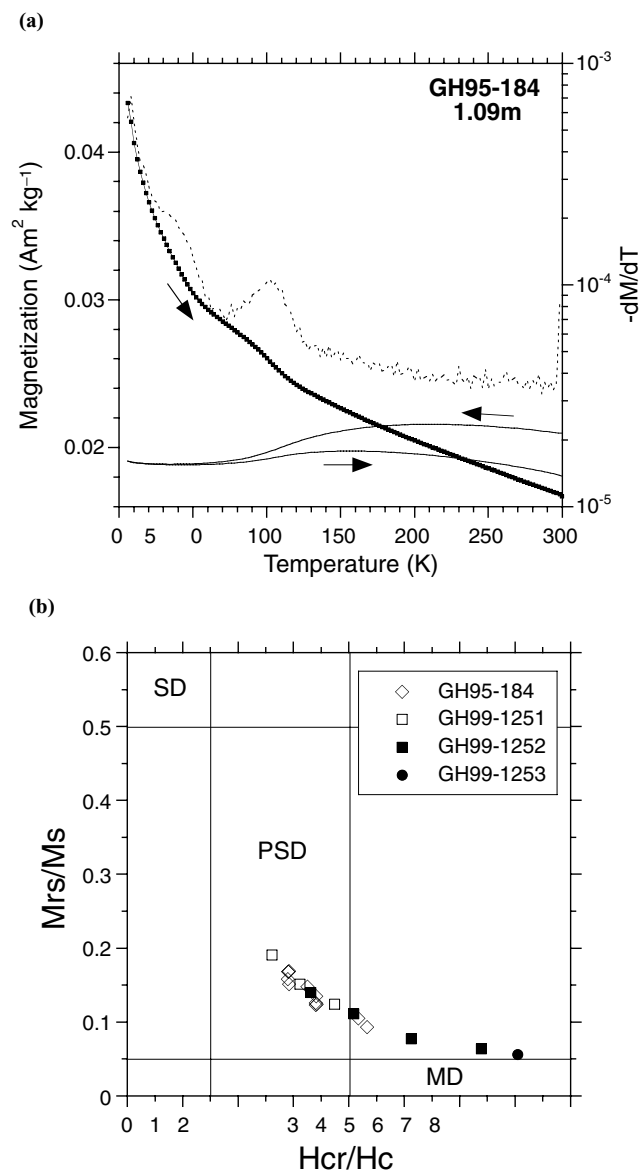 (a)
GH95-184
1.09m
10⁻³
0.04
10⁻⁴
0.03
0.02
10⁻⁵
Magnetization (Am² kg⁻¹)
-dM/dT
0 5 0 100 150 200 250 300
Temperature (K)
(b)
0.6
SD
GH95-184
GH99-1251
GH99-1252
GH99-1253
0.5
0.4
PSD
0.3
0.2
0.1
MD
0
Mrs/Ms
0 1 2 3 4 5 6 7 8
Hcr/Hc